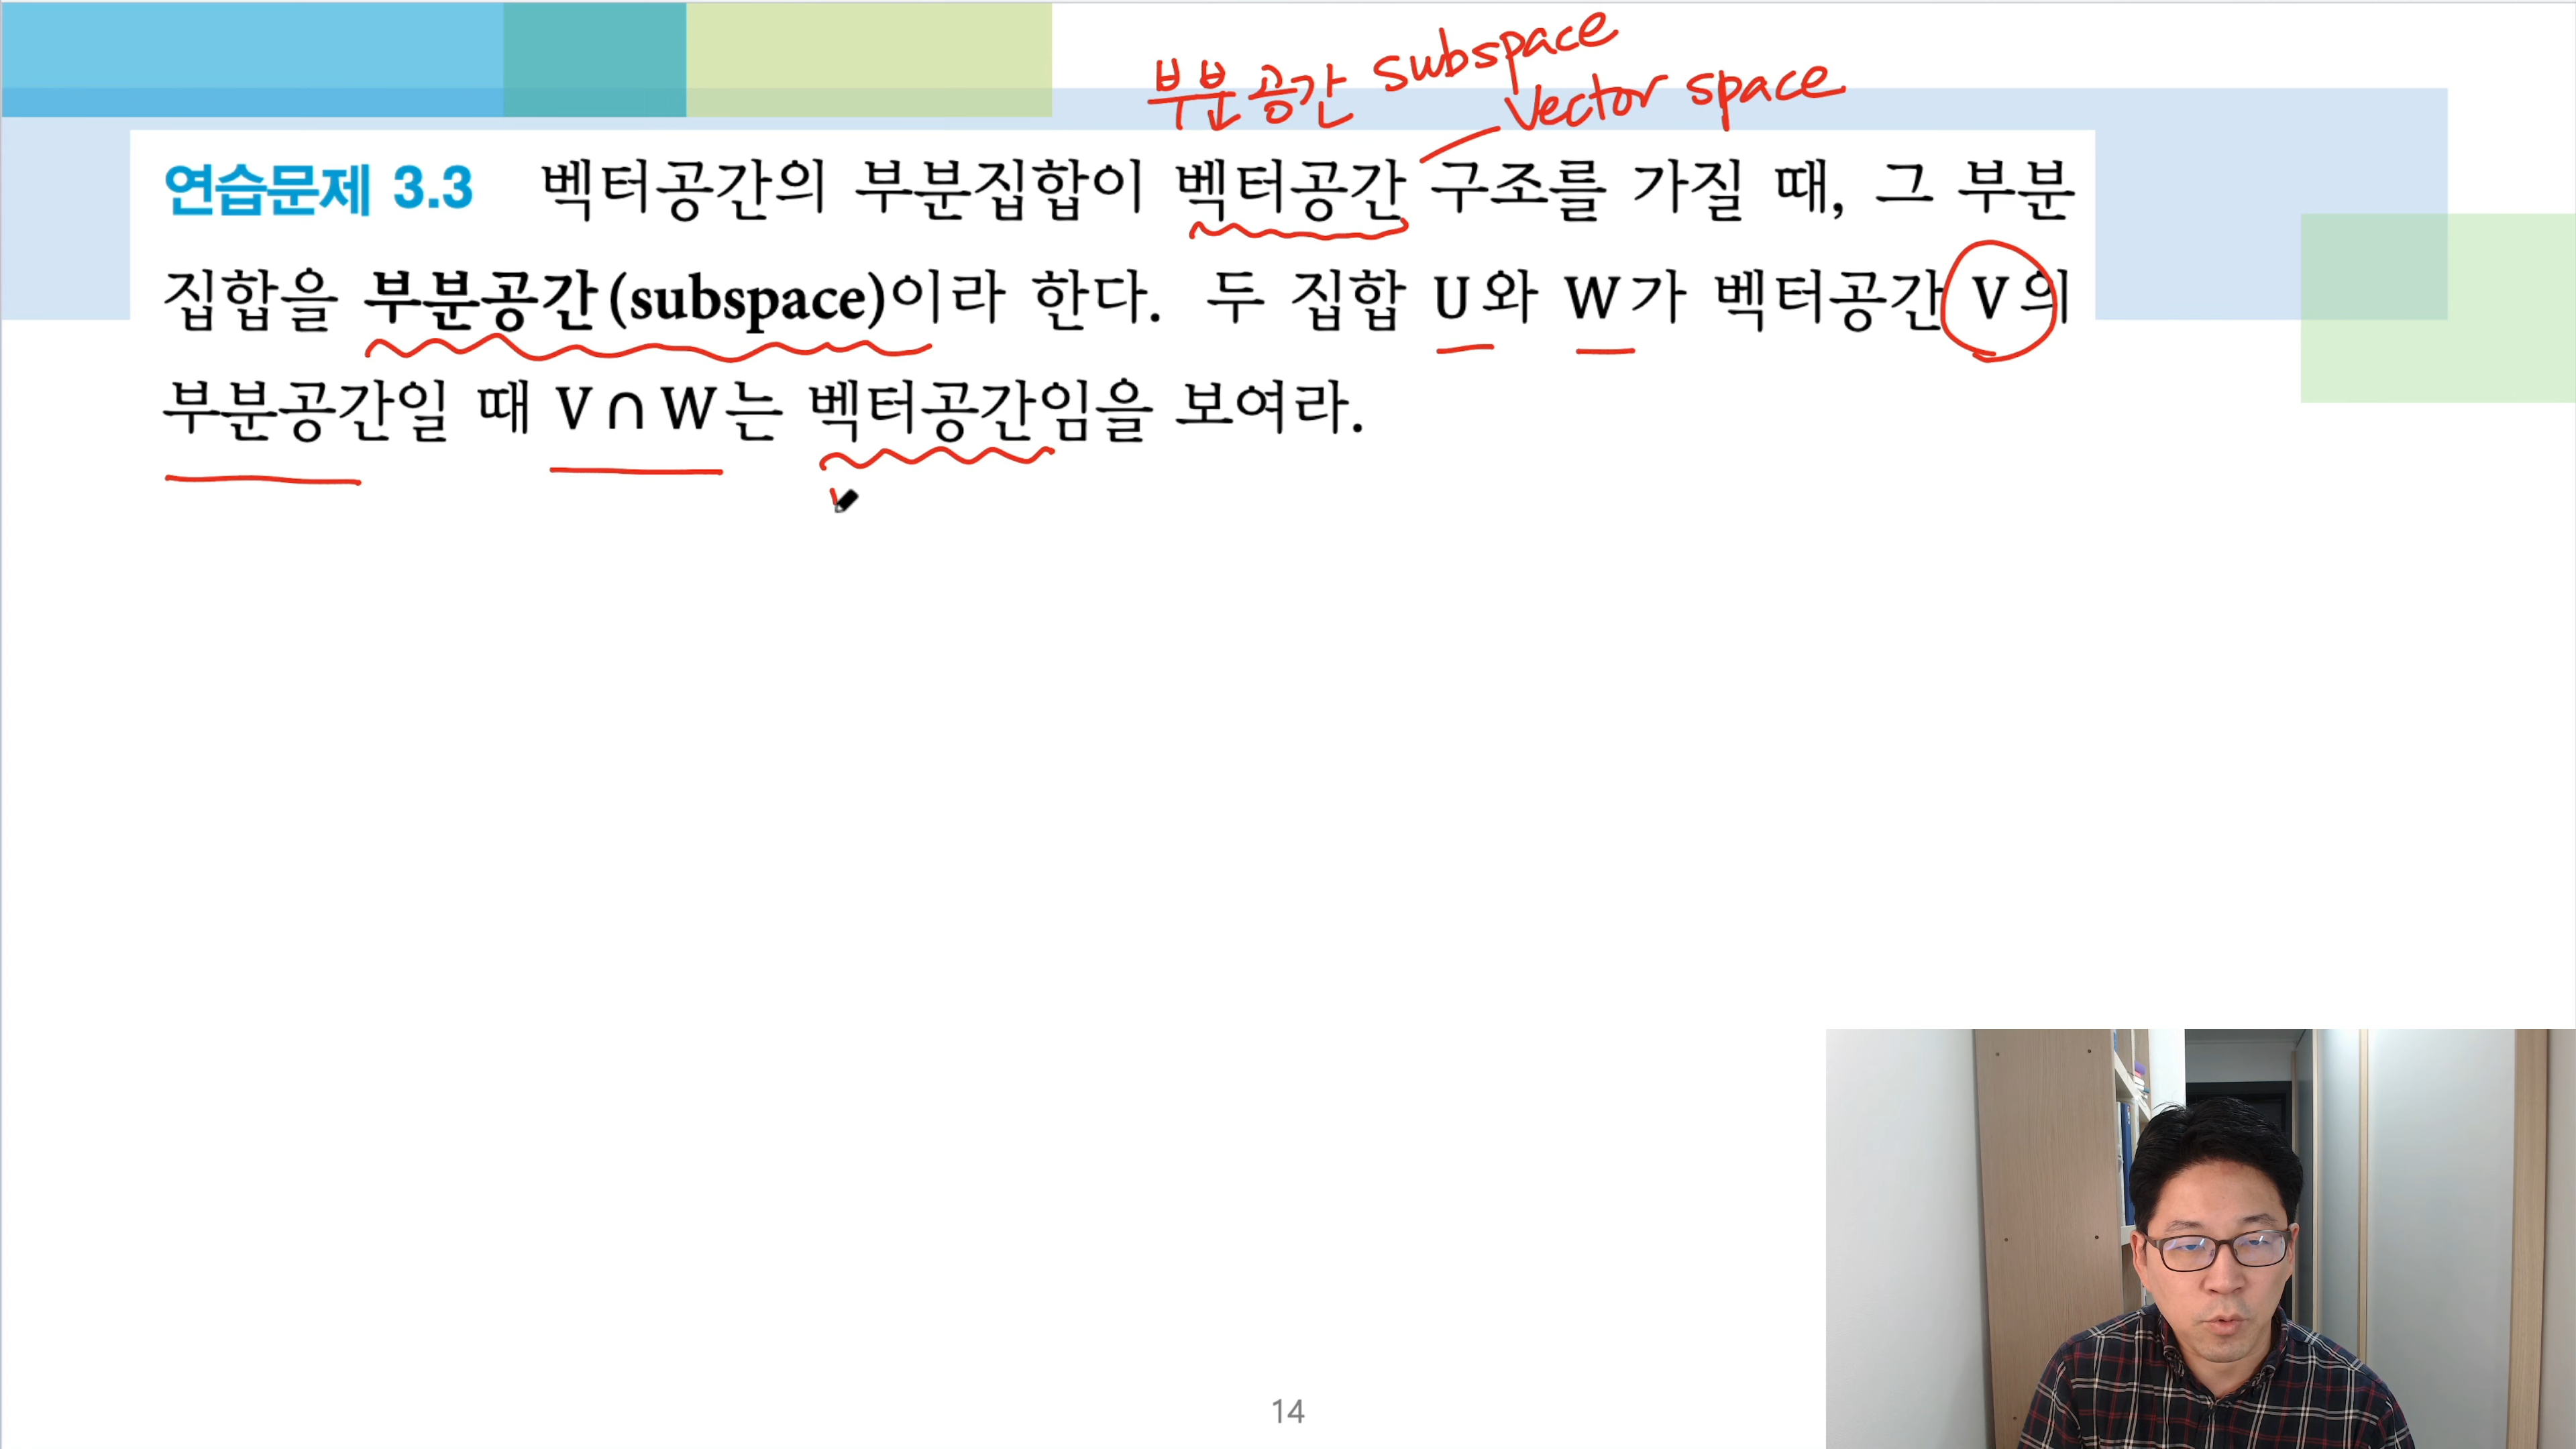 부분공간 subspace
vector space
연습문제 3.3 벡터공간의 부분집합이 벡터공간 구조를 가질 때, 그 부분
집합을 부분공간(subspace)이라 한다. 두 집합 U와 W가 벡터공간 V의
부분공간일 때 V ∩ W는 벡터공간임을 보여라.
14